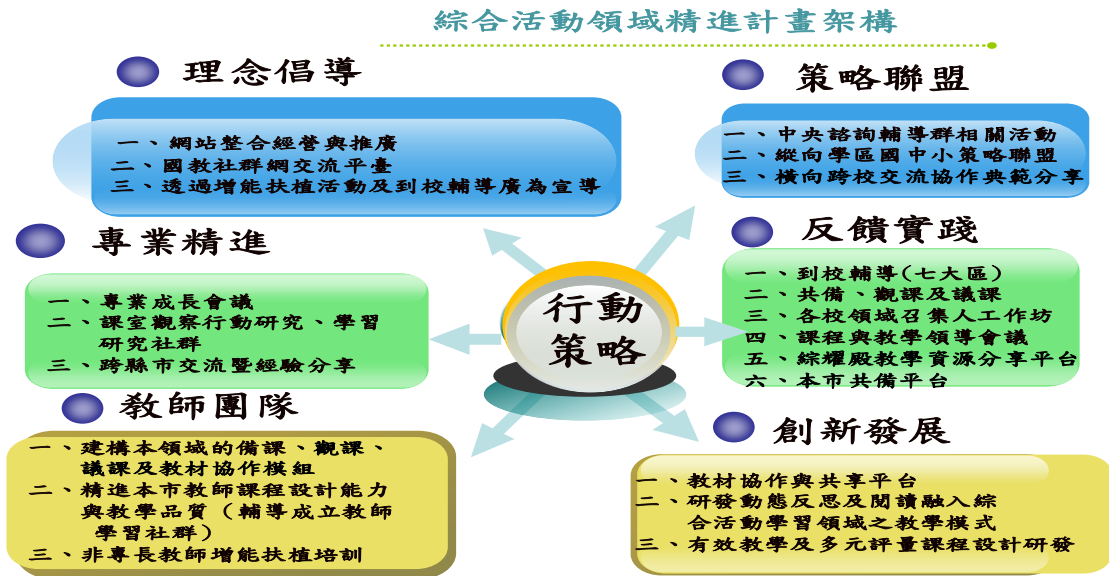 綜合活動領域精進計畫架構
理念倡導
一、網站整合經營與推廣
二、國教社群網交流平臺
三、透過增能扶植活動及到校輔導廣為宣導
策略聯盟
一、中央諮詢輔導群相關活動
二、縱向學區國中小策略聯盟
三、橫向跨校交流協作典範分享
專業精進
一、專業成長會議
二、課室觀察行動研究、學習
研究社群
三、跨縣市交流暨經驗分享
行動
策略
反饋實踐
一、到校輔導(七大區)
二、共備、觀課及議課
三、各校領域召集人工作坊
四、課程與教學領導會議
五、綜耀殿教學資源分享平台
六、本市共備平台
教師團隊
一、建構本領域的備課、觀課、
議課及教材協作模組
二、精進本市教師課程設計能力
與教學品質（輔導成立教師
學習社群）
三、非專長教師增能扶植培訓
創新發展
一、教材協作與共享平台
二、研發動態反思及閱讀融入綜
合活動學習領域之教學模式
三、有效教學及多元評量課程設計研發